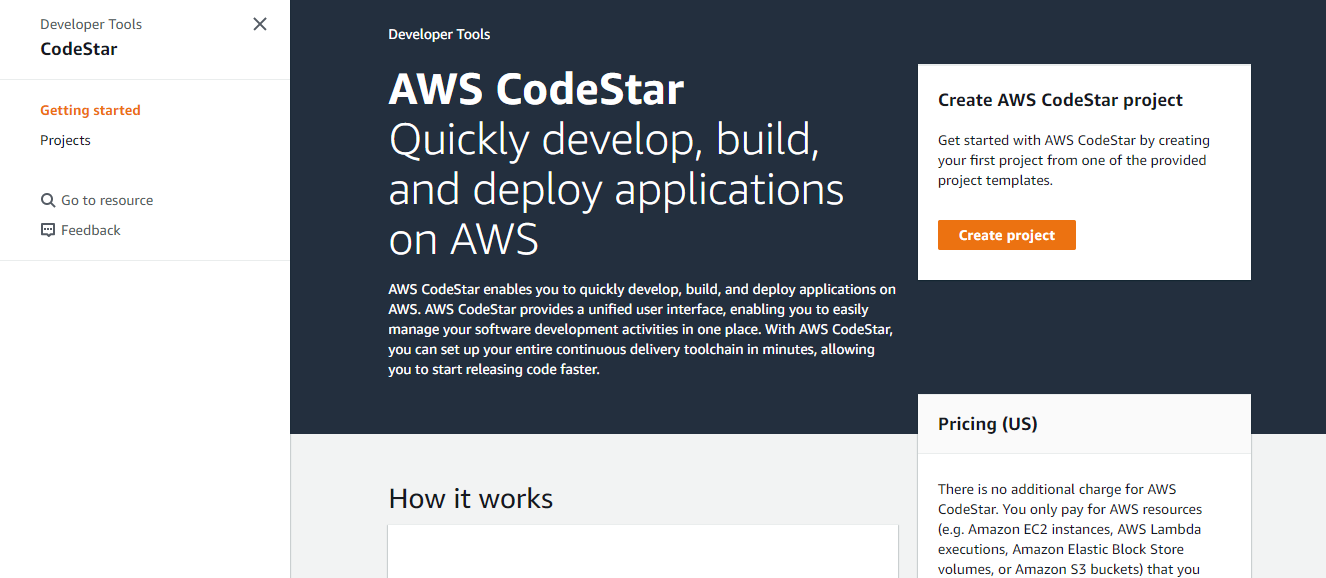 Developer Tools
CodeStar
Getting started
Projects
Go to resource
Feedback
Developer Tools
AWS CodeStar
Quickly develop, build,
and deploy applications
on AWS
AWS CodeStar enables you to quickly develop, build, and deploy applications on
AWS. AWS CodeStar provides a unified user interface, enabling you to easily
manage your software development activities in one place. With AWS CodeStar,
you can set up your entire continuous delivery toolchain in minutes, allowing
you to start releasing code faster.
Create AWS CodeStar project
Get started with AWS CodeStar by creating
your first project from one of the provided
project templates.
Create project
How it works
Pricing (US)
There is no additional charge for AWS
CodeStar. You only pay for AWS resources
(e.g. Amazon EC2 instances, AWS Lambda
executions, Amazon Elastic Block Store
volumes, or Amazon S3 buckets) that you